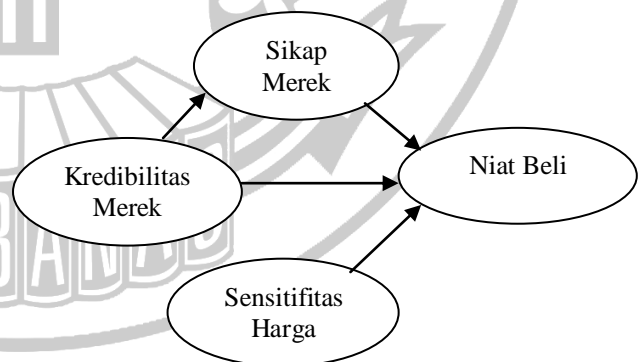 Sikap
Merek
Kredibilitas
Merek
Niat Beli
Sensitifitas
Harga